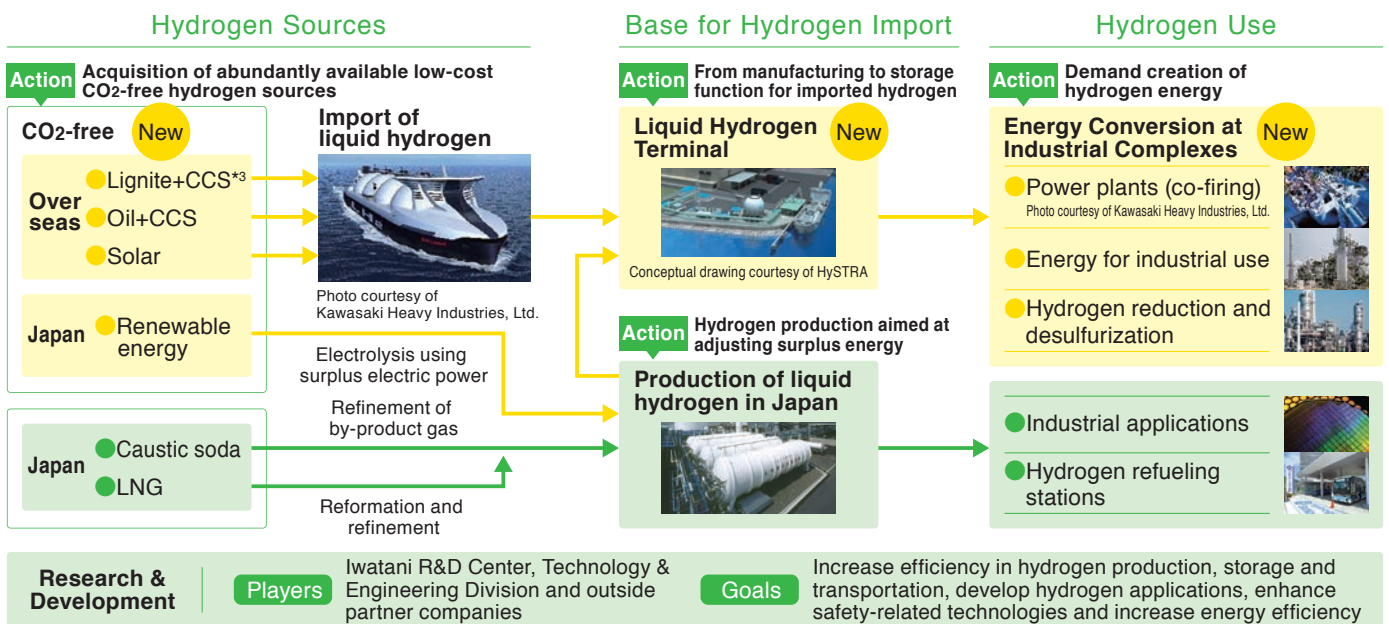 Hydrogen Sources
Base for Hydrogen Import
Hydrogen Use
Action
Acquisition of abundantly available low-cost
CO2-free hydrogen sources
CO2-free
New
Over
seas
Lignite+CCS*3
Oil+CCS
Solar
Japan
Renewable
energy
Import of
liquid hydrogen
Photo courtesy of
Kawasaki Heavy Industries, Ltd.
Electrolysis using
surplus electric power
Refinement of
by-product gas
Japan
Caustic soda
LNG
Reformation and
refinement
Action
From manufacturing to storage
function for imported hydrogen
Liquid Hydrogen
Terminal
New
Conceptual drawing courtesy of HySTRA
Action
Hydrogen production aimed at
adjusting surplus energy
Production of liquid
hydrogen in Japan
Action
Demand creation of
hydrogen energy
Energy Conversion at
Industrial Complexes
New
Power plants (co-firing)
Photo courtesy of Kawasaki Heavy Industries, Ltd.
Energy for industrial use
Hydrogen reduction and
desulfurization
Industrial applications
Hydrogen refueling
stations
Research &
Development
Players
Iwatani R&D Center, Technology &
Engineering Division and outside
partner companies
Goals
Increase efficiency in hydrogen production, storage and
transportation, develop hydrogen applications, enhance
safety-related technologies and increase energy efficiency